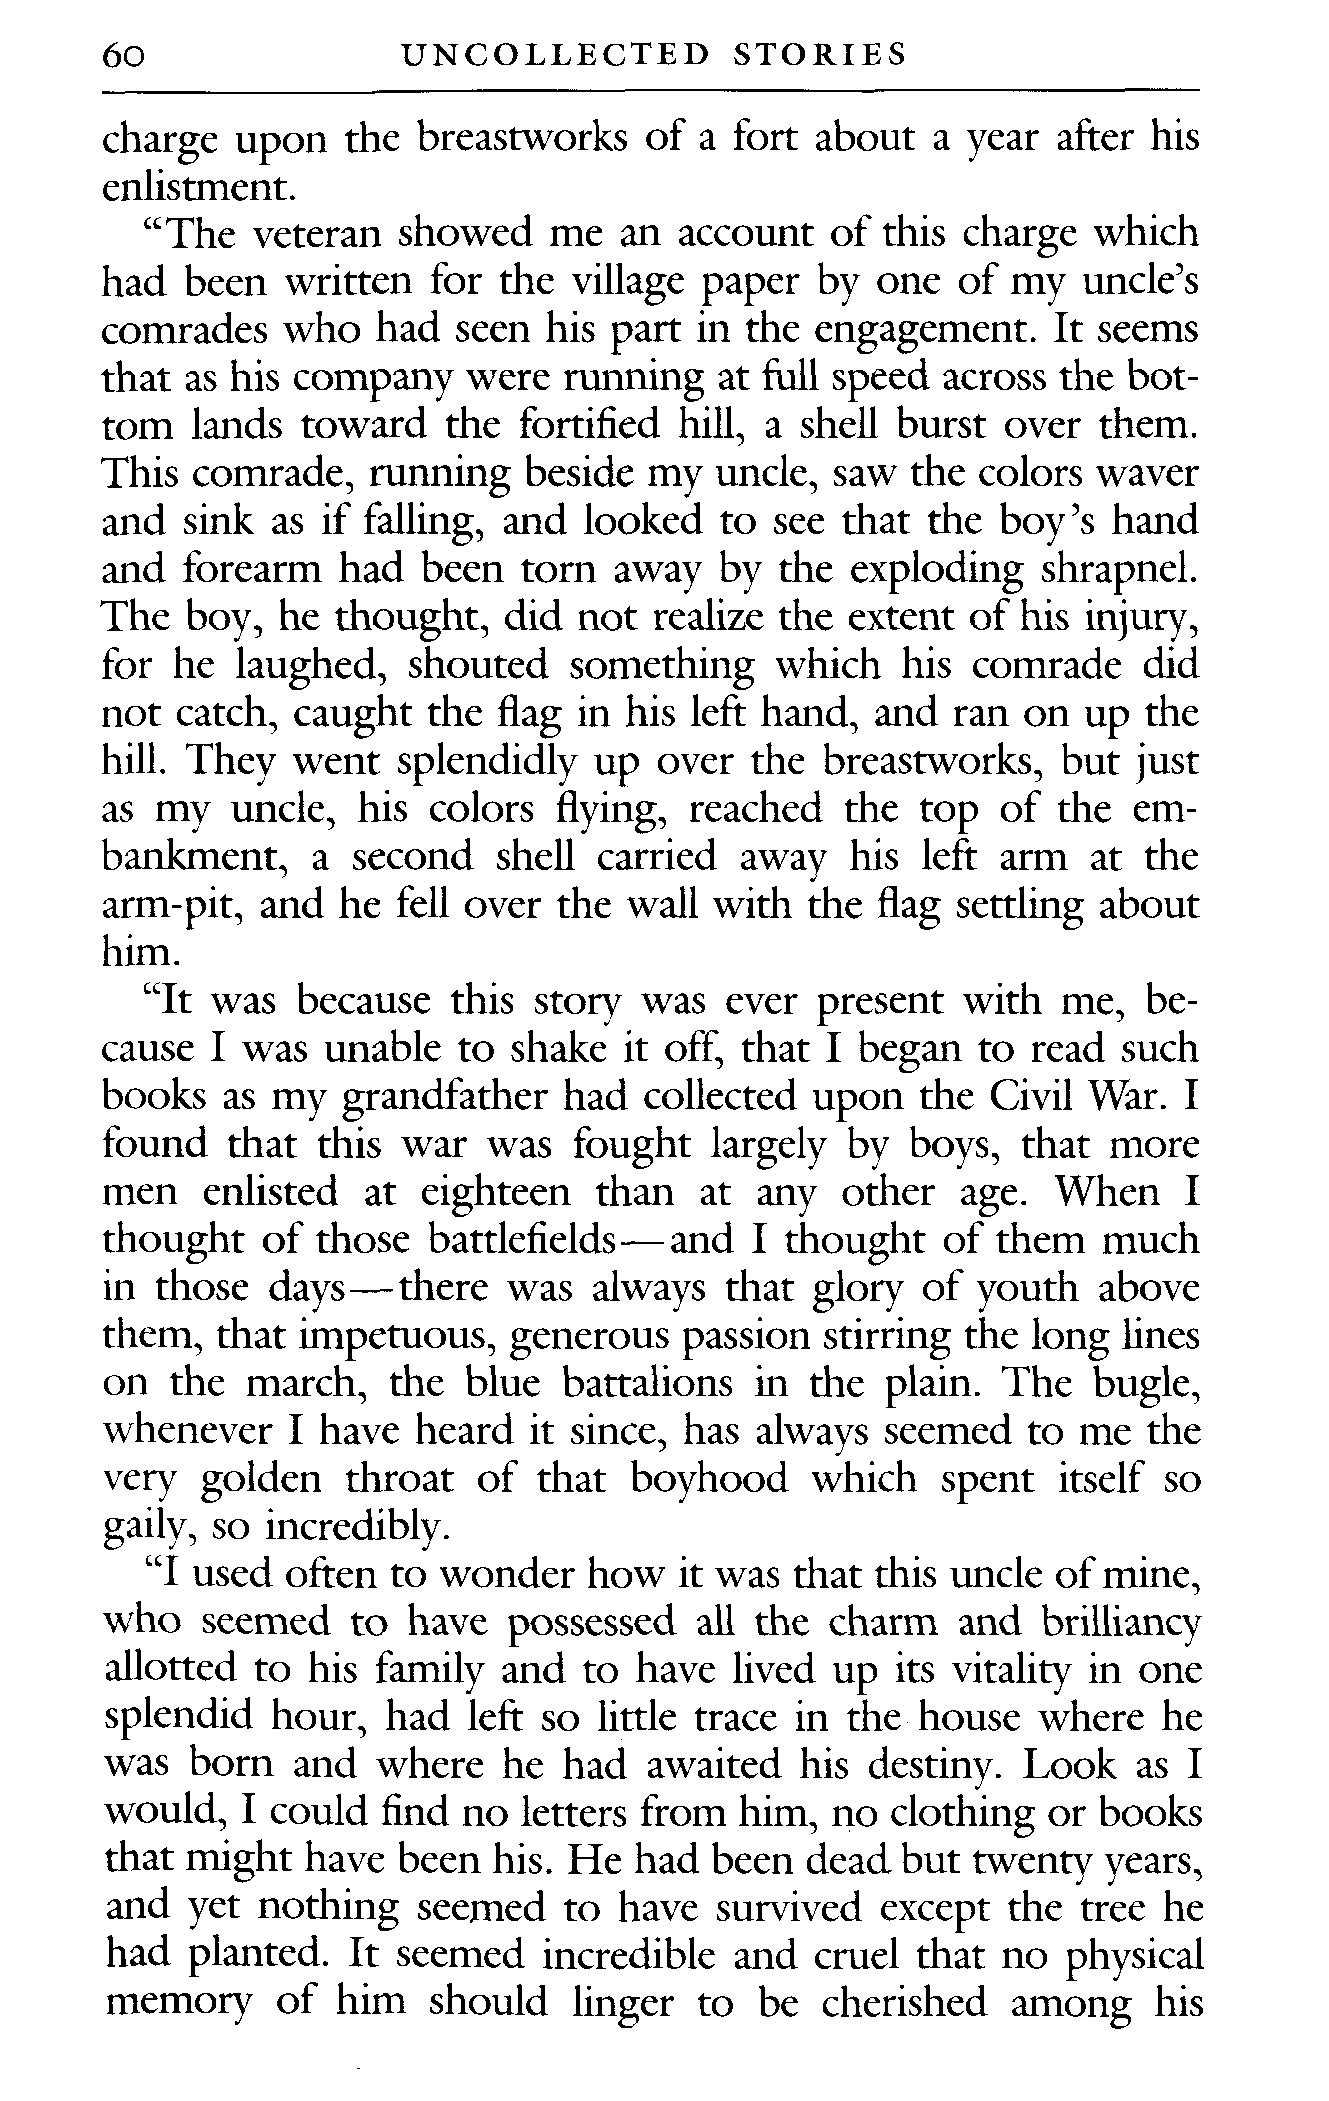 60 UNCOLLECTED STORIES
charge upon the breastworks of a fort about a year after his
enlistment.
“The veteran showed me an account of this charge which
had been written for the village paper by one of my uncle’s
comrades who had seen his part in the engagement. It seems
that as his company were running at full speed across the bot-
tom lands toward the fortified hill, a shell burst over them.
This comrade, running beside my uncle, saw the colors waver
and sink as if falling, and looked to see that the boy’s hand
and forearm had been torn away by the exploding shrapnel.
The boy, he thought, did not realize the extent of his injury,
for he laughed, shouted something which his comrade did
not catch, caught the flag in his left hand, and ran on up the
hill. They went splendidly up over the breastworks, but just
as my uncle, his colors flying, reached the top of the em-
bankment, a second shell carried away his left arm at the
arm-pit, and he fell over the wall with the flag settling about
him.
“It was because this story was ever present with me, be-
cause I was unable to shake it off, that I began to read such
books as my grandfather had collected upon the Civil War. I
found that this war was fought largely by boys, that more
men enlisted at eighteen than at any other age. When I
thought of those battlefields—and I thought of them much
in those days—there was always that glory of youth above
them, that impetuous, generous passion stirring the long lines
on the march, the blue battalions in the plain. The bugle,
whenever I have heard it since, has always seemed to me the
very golden throat of that boyhood which spent itself so
gaily, so incredibly.
“I used often to wonder how it was that this uncle of mine,
who seemed to have possessed all the charm and brilliancy
allotted to his family and to have lived up its vitality in one
splendid hour, had left so little trace in the house where he
was born and where he had awaited his destiny. Look as I
would, I could find no letters from him, no clothing or books
that might have been his. He had been dead but twenty years,
and yet nothing seemed to have survived except the tree he
had planted. It seemed incredible and cruel that no physical
memory of him should linger to be cherished among his